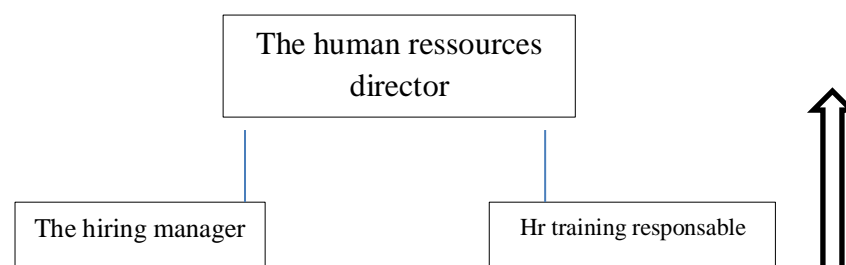 The human ressources
director
The hiring manager
Hr training responsable